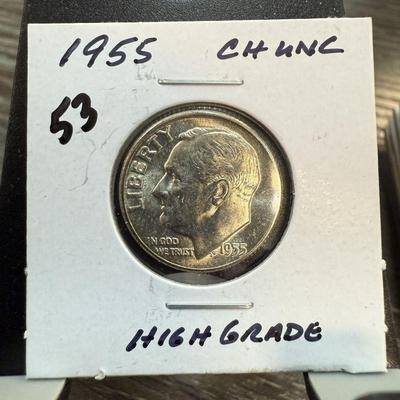 1955 CH UNC
53
LIBERTY
IN GOD
WE TRUST
1955
HIGH GRADE